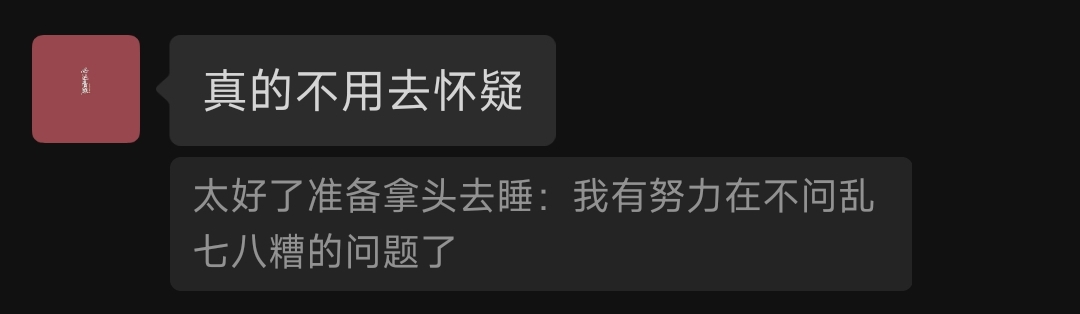 真的不用去怀疑
太好了准备拿头去睡：我有努力在不问乱
七八糟的问题了